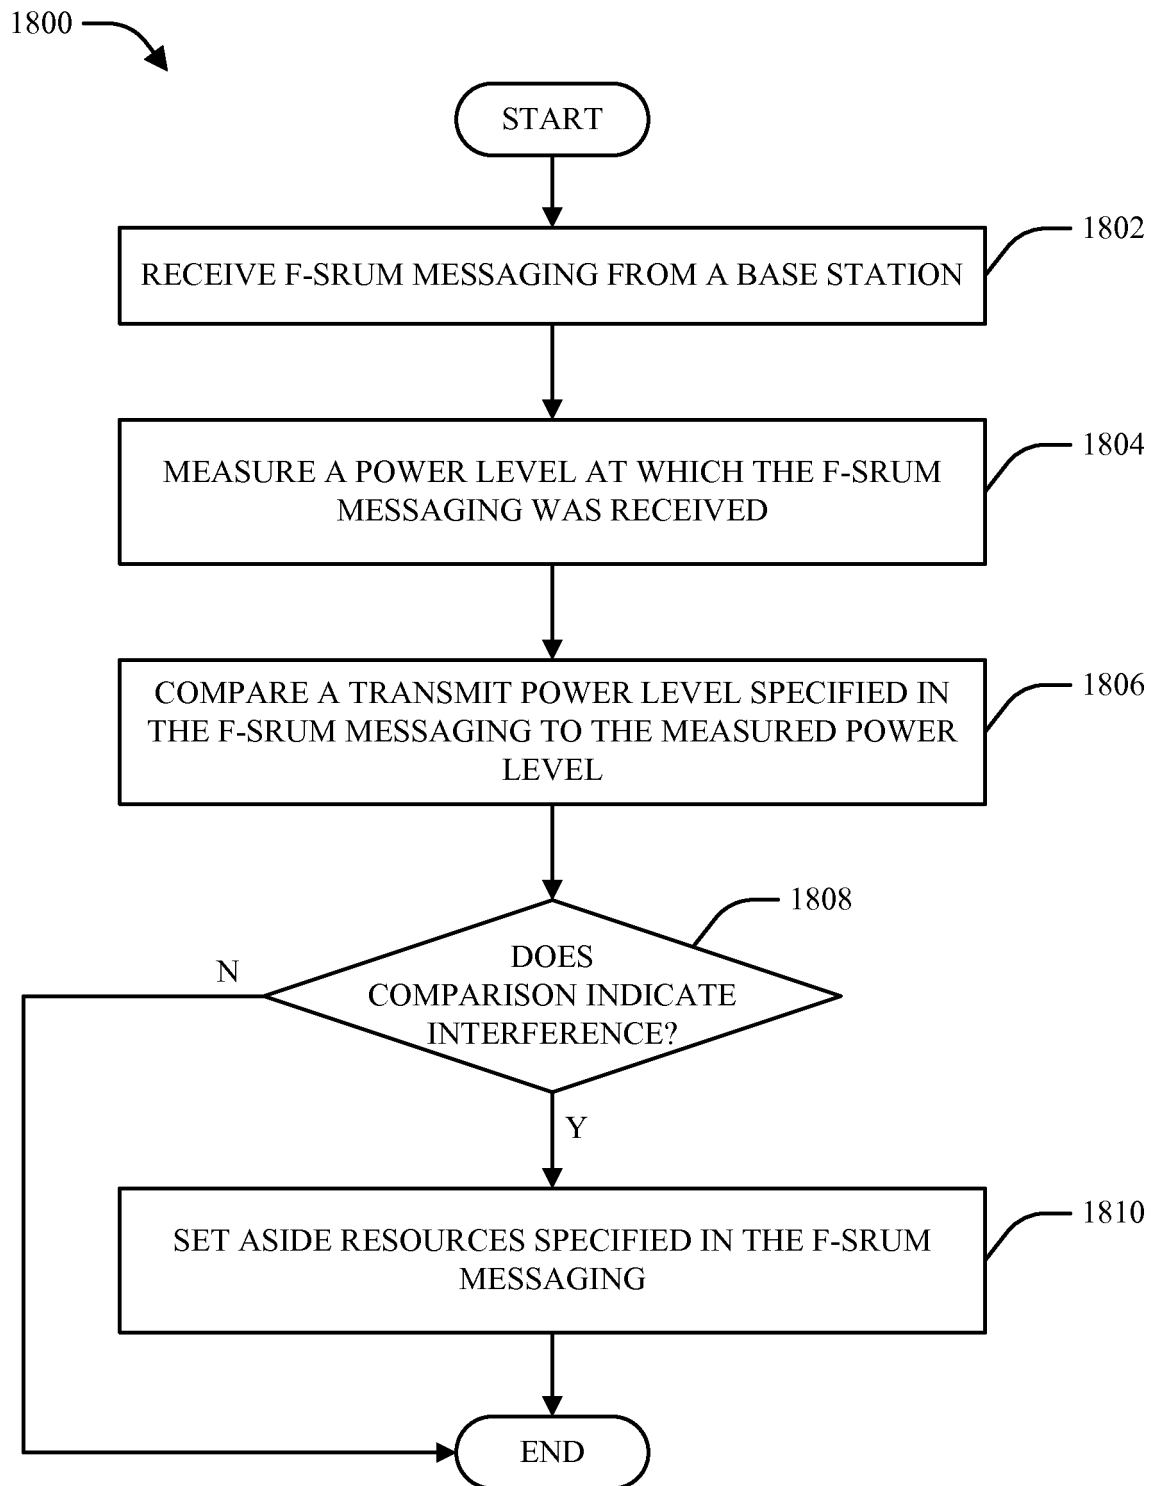 1800
START
1802
RECEIVE F-SRUM MESSAGING FROM A BASE STATION
1804
MEASURE A POWER LEVEL AT WHICH THE F-SRUM
MESSAGING WAS RECEIVED
1806
COMPARE A TRANSMIT POWER LEVEL SPECIFIED IN
THE F-SRUM MESSAGING TO THE MEASURED POWER
LEVEL
1808
DOES
COMPARISON INDICATE
INTERFERENCE?
N
Y
1810
SET ASIDE RESOURCES SPECIFIED IN THE F-SRUM
MESSAGING
END